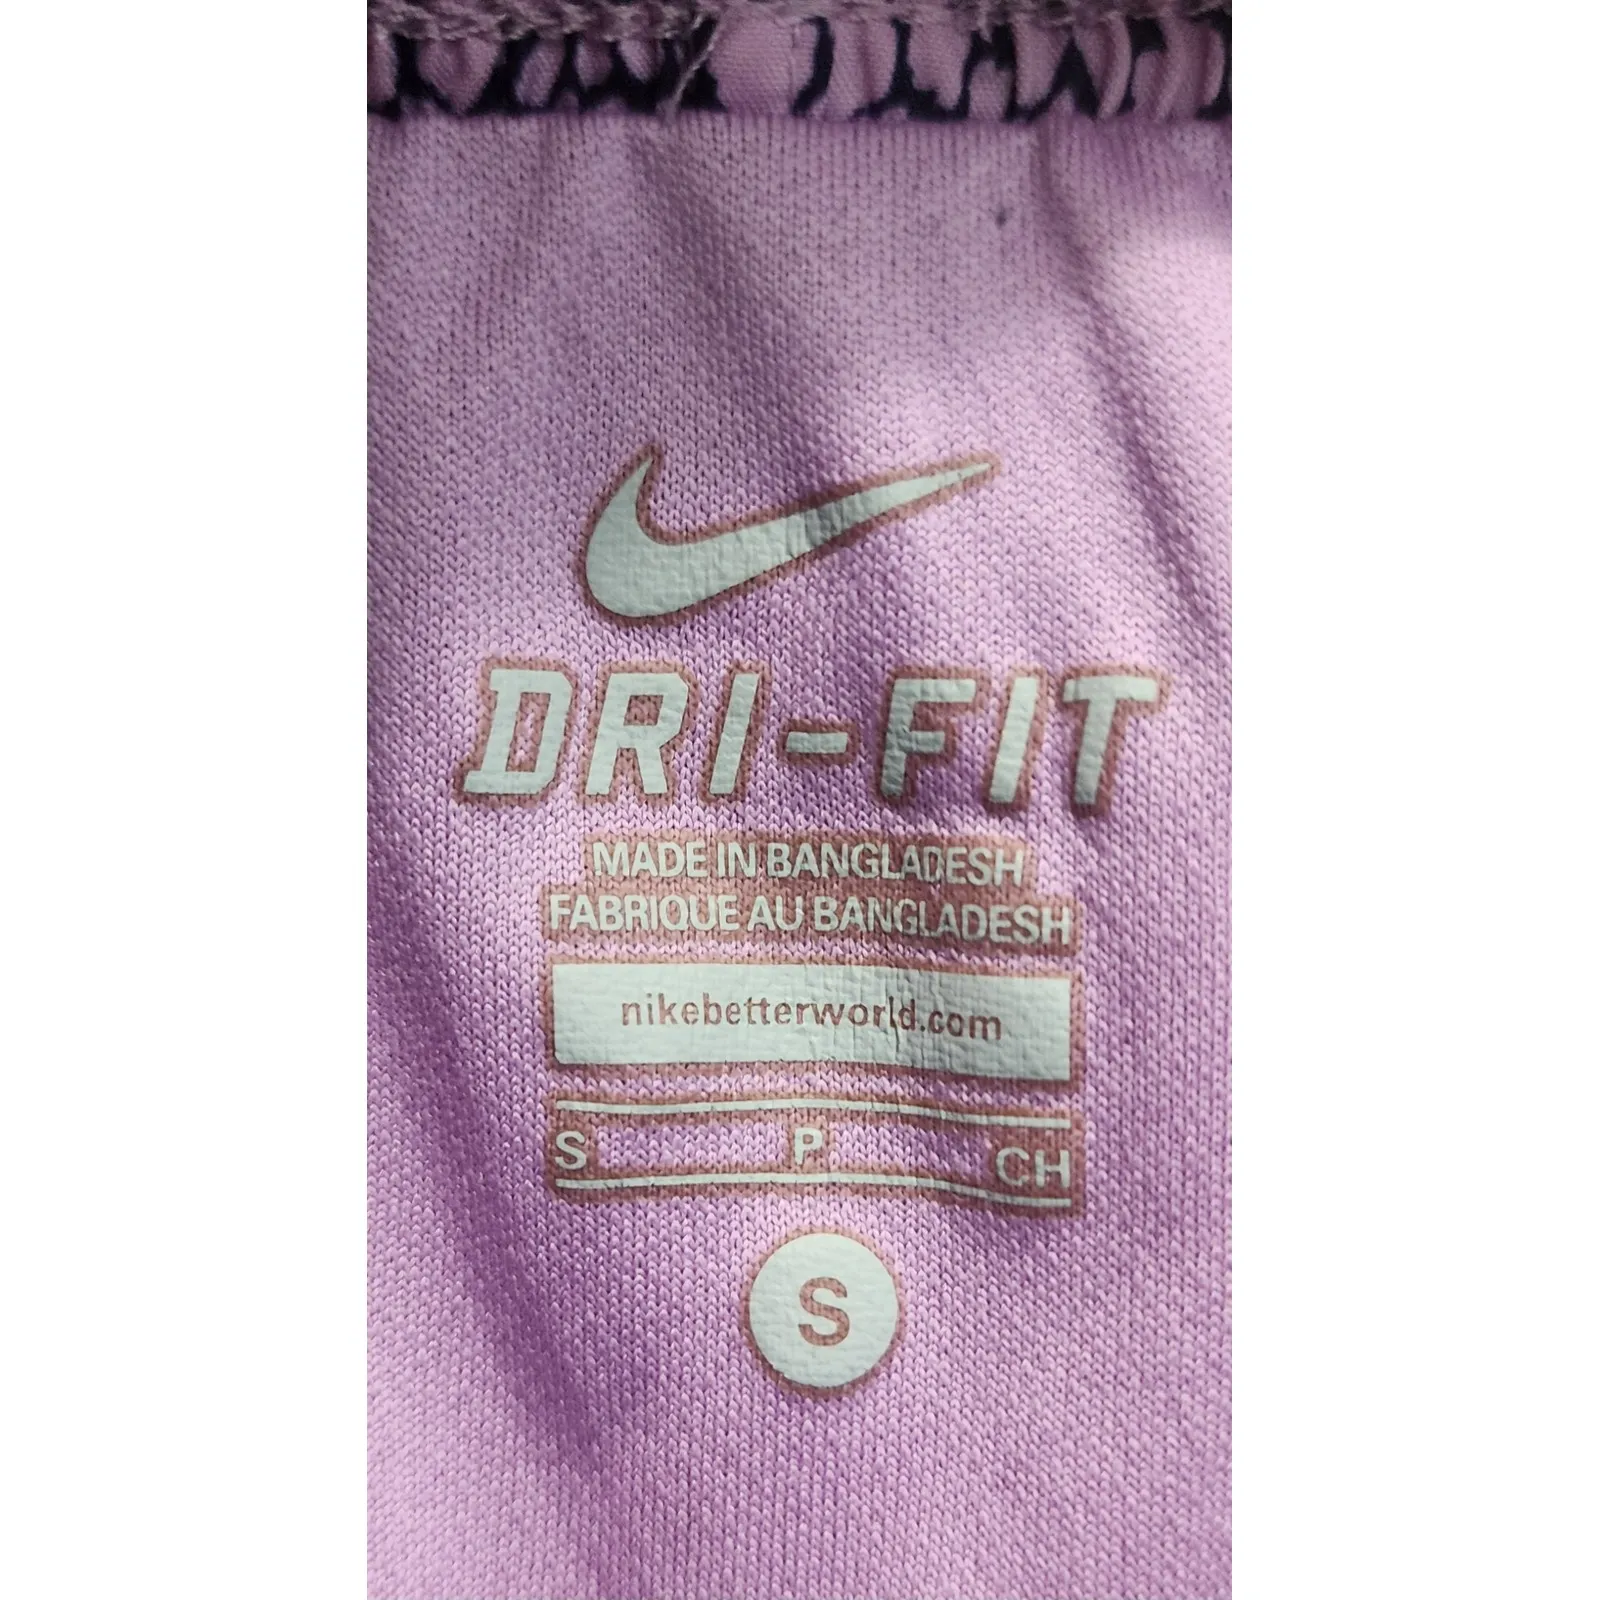 DRI-FIT
MADE IN BANGLADESH
FABRIQUE AU BANGLADESH
nikebetterworld.com
S P CH
S